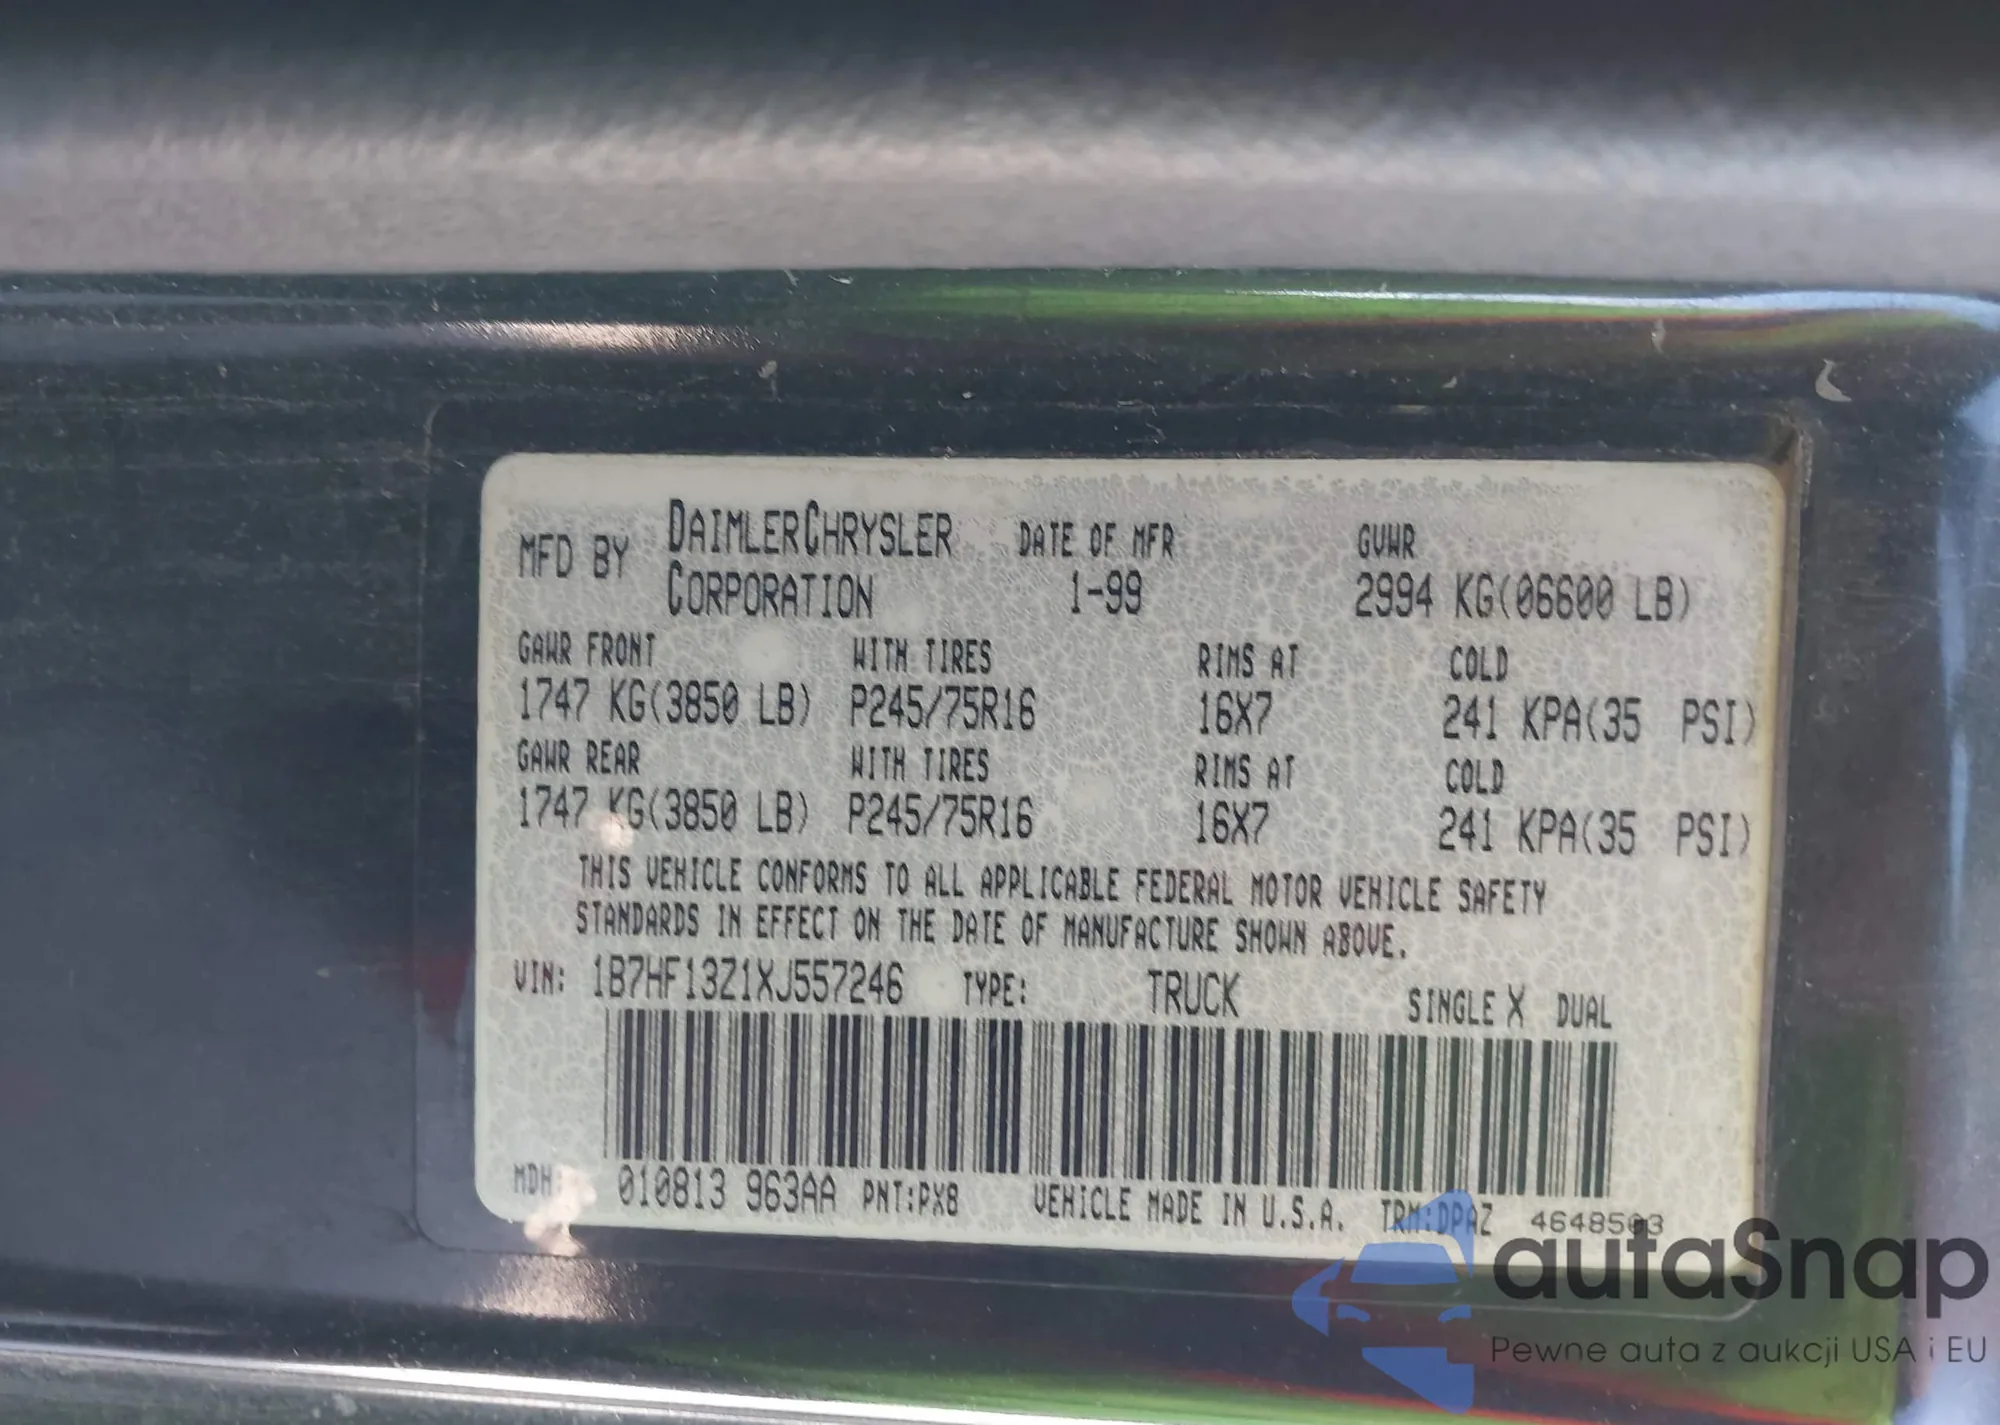 MFD BY DAIMLERCHRYSLER CORPORATION DATE OF MFR 1-99 GVWR 2994 KG(06600 LB)
GAWR FRONT WITH TIRES RIMS AT COLD
1747 KG(3850 LB) P245/75R16 16X7 241 KPA(35 PSI)
GAWR REAR WITH TIRES RIMS AT COLD
1747 KG(3850 LB) P245/75R16 16X7 241 KPA(35 PSI)
THIS VEHICLE CONFORMS TO ALL APPLICABLE FEDERAL MOTOR VEHICLE SAFETY
STANDARDS IN EFFECT ON THE DATE OF MANUFACTURE SHOWN ABOVE.
VIN: 1B7HF13Z1XJ557246 TYPE: TRUCK SINGLE X DUAL
MDH: 010813 963AA PNT:PX8 VEHICLE MADE IN U.S.A. TRM:DPAZ 4648503
autaSnap
Pewne auta z aukcji USA i EU